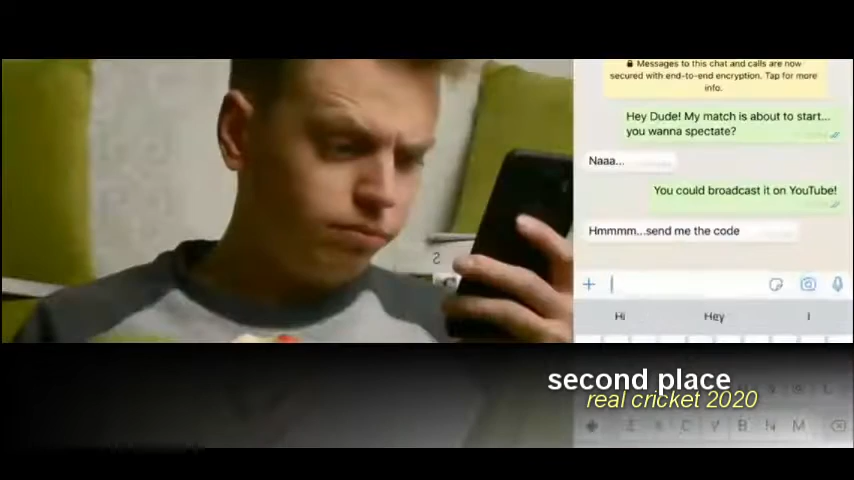 Messages to this chat and calls are now
secured with end-to-end encryption. Tap for more
info.
Hey Dude! My match is about to start...
you wanna spectate?
Naaa...
You could broadcast it on YouTube!
Hmmmm...send me the code
Hi
Hey
I
second place
real cricket 2020